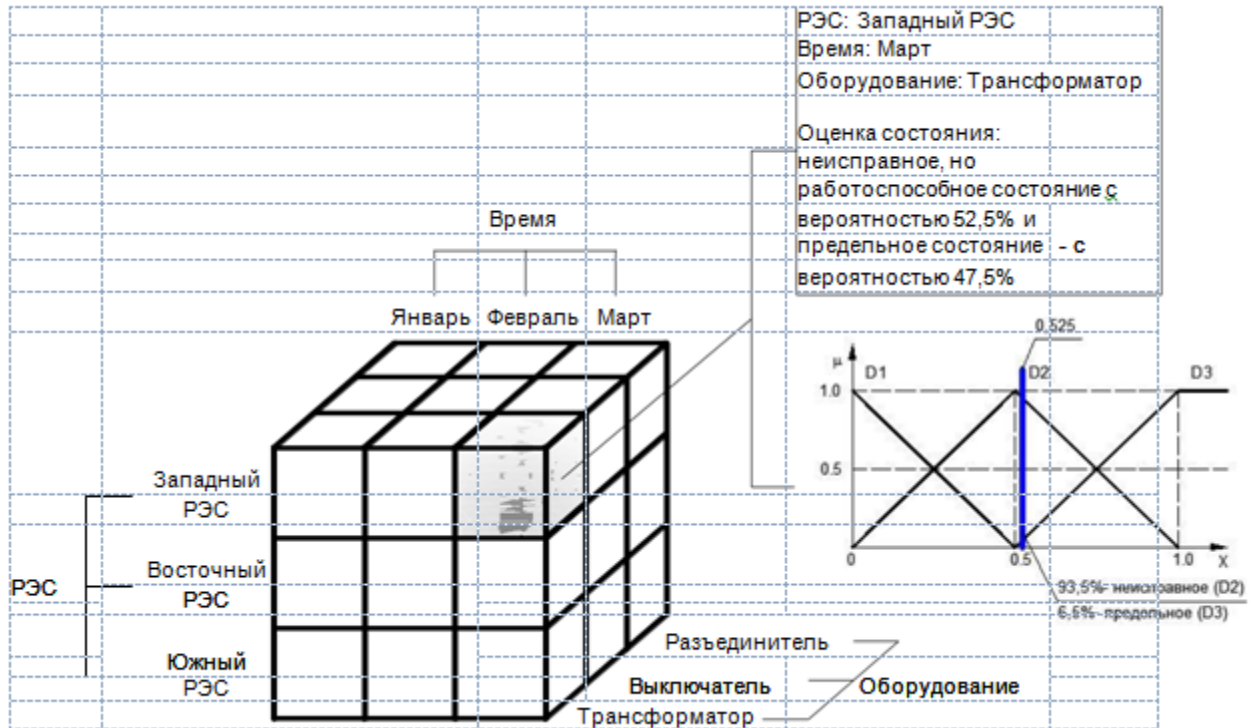 РЭС: Западный РЭС
Время: Март
Оборудование: Трансформатор
Оценка состояния:
неисправное, но
работоспособное состояние с
вероятностью 52,5% и
предельное состояние - с
вероятностью 47,5%
Время
Январь Февраль Март
Западный
РЭС
Восточный
РЭС
РЭС
Южный
РЭС
Разъединитель
Выключатель
Оборудование
Трансформатор
0.525
μ
D1
D2
D3
1.0
0.5
0
0.5
1.0
X
93,5%- неисправное (D2)
6,5%- предельное (D3)